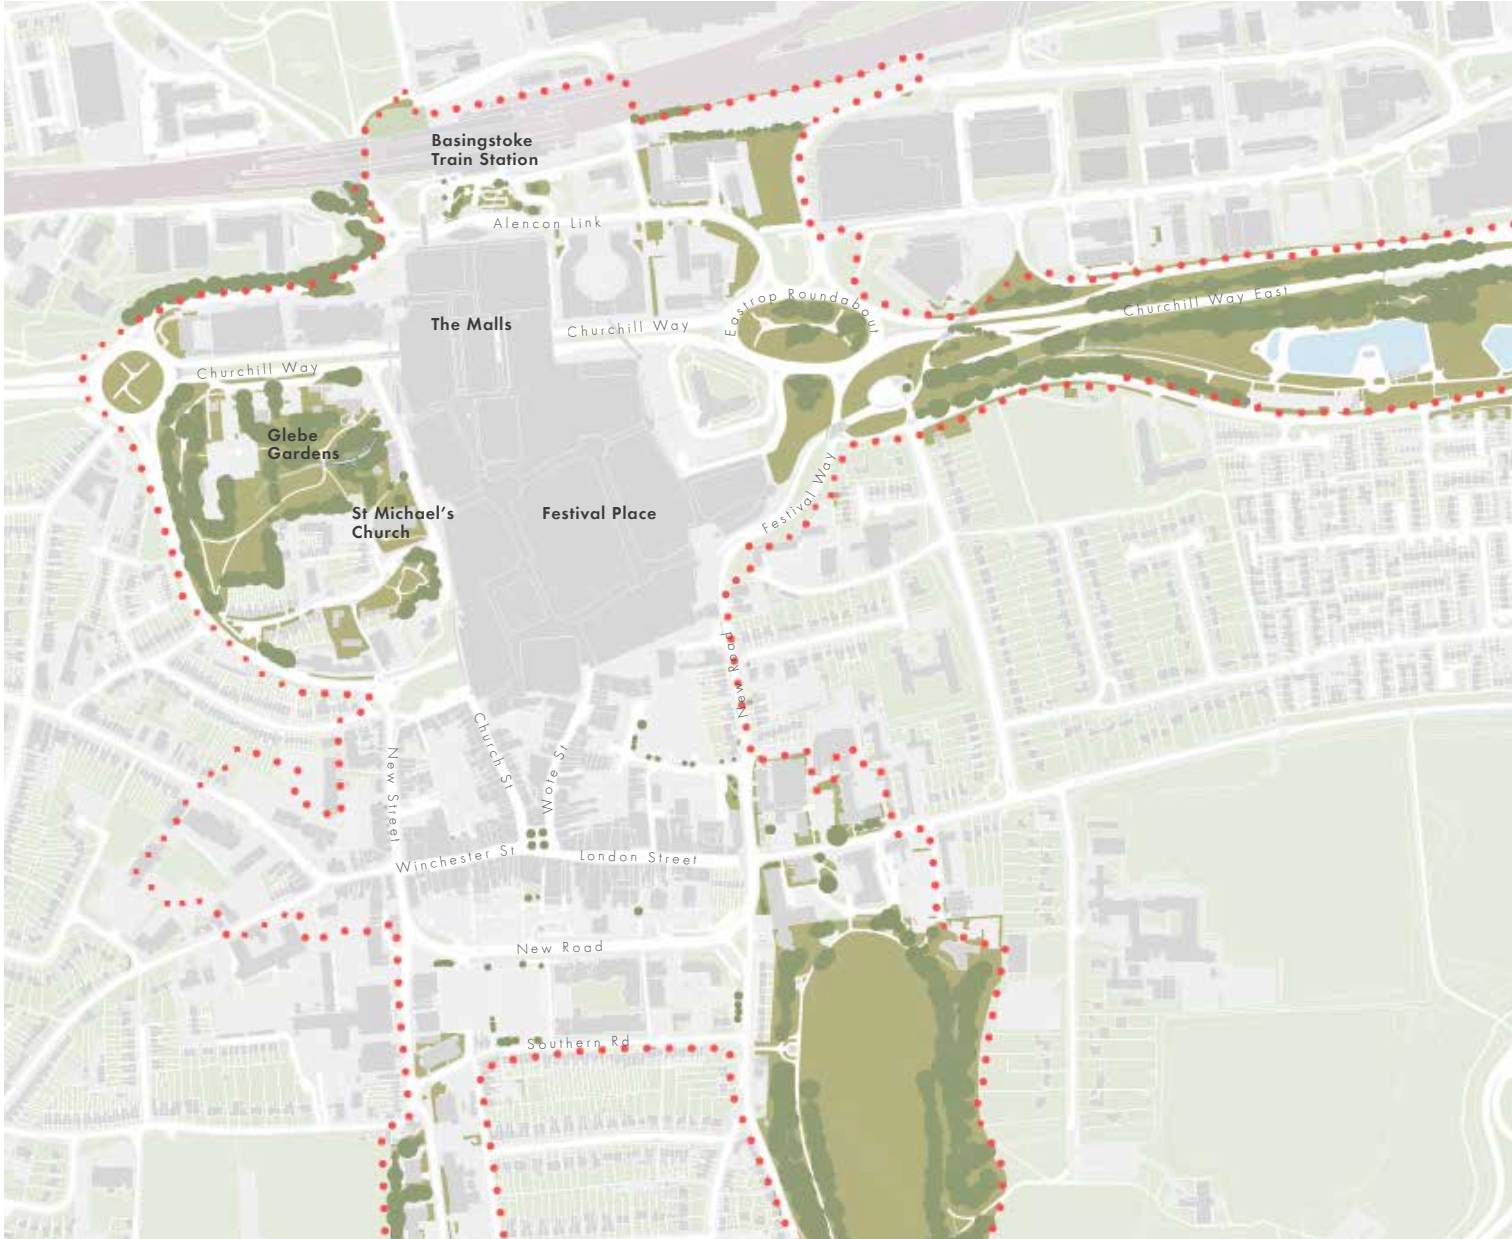 Basingstoke
Train Station
Alencon Link
Eastrop Roundabout
Churchill Way East
The Malls
Churchill Way
Churchill Way
Glebe
Gardens
St Michael's
Church
Festival Place
Festival Way
New Road
Church St
Wote St
New Street
Winchester St
London Street
New Road
Southern Rd